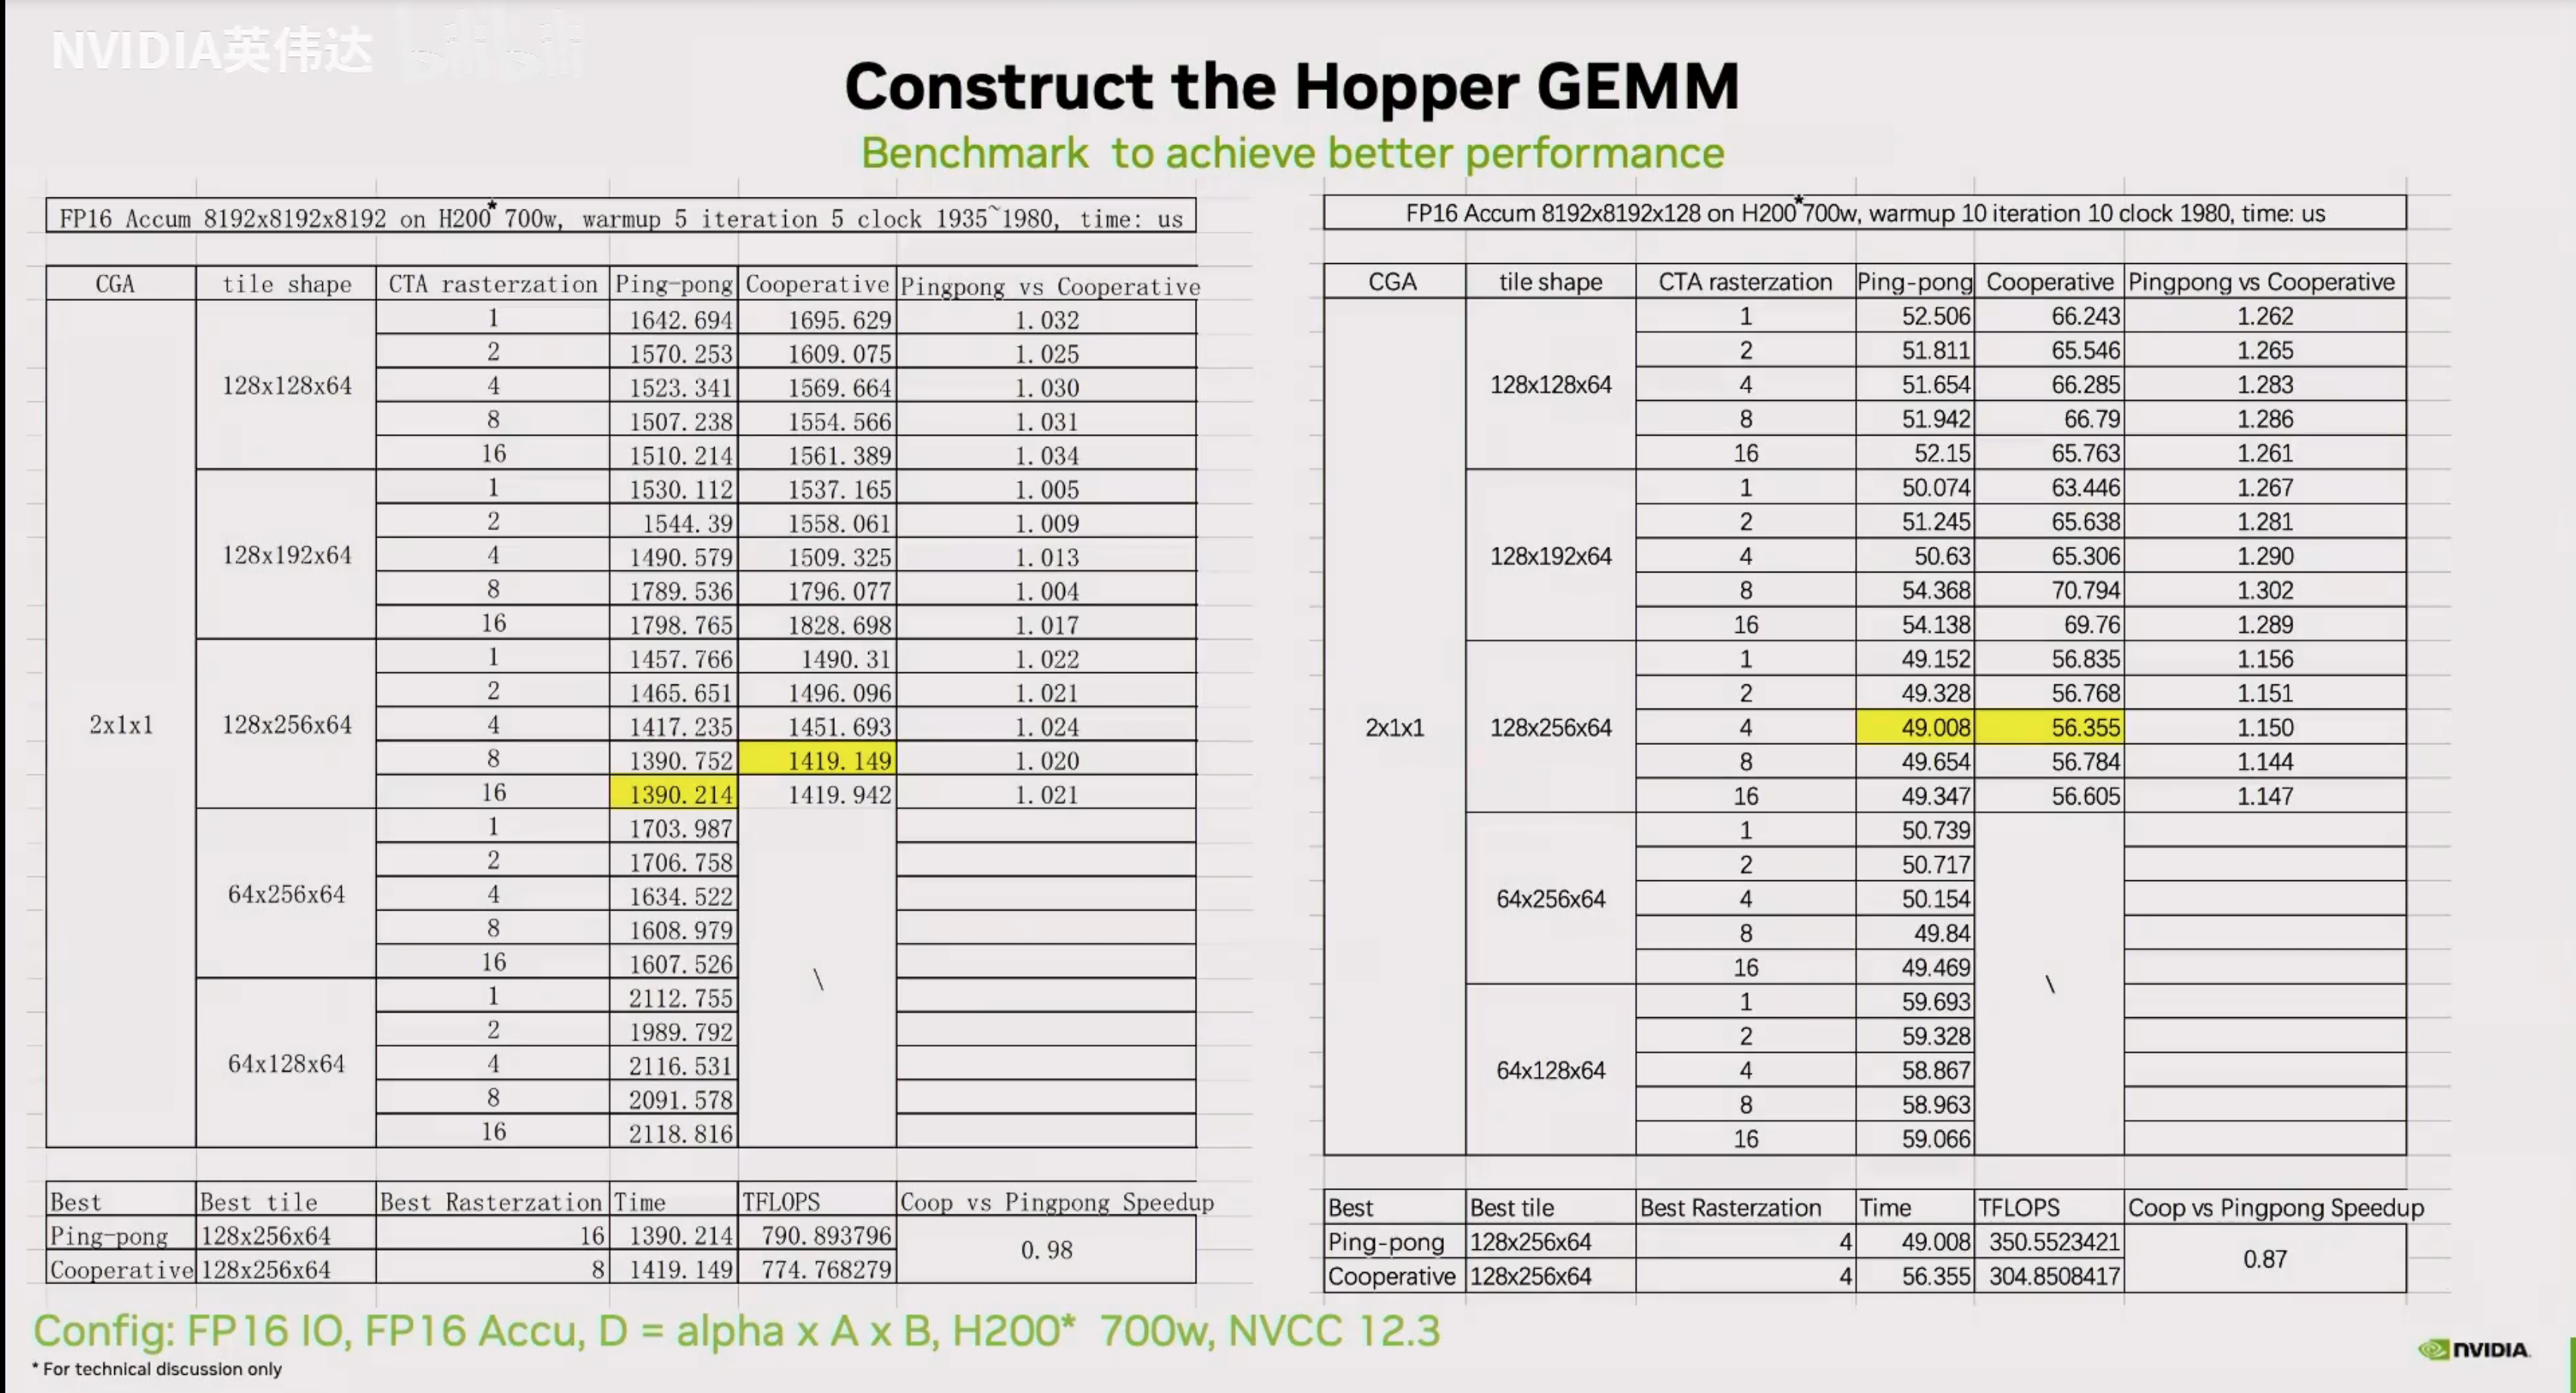 NVIDIA英伟达 bilibili
Construct the Hopper GEMM
Benchmark to achieve better performance
FP16 Accum 8192x8192x8192 on H200* 700w, warmup 5 iteration 5 clock 1935~1980, time: us
CGA tile shape CTA rasterzation Ping-pong Cooperative Pingpong vs Cooperative
2x1x1
128x128x64
1 1642.694 1695.629 1.032
2 1570.253 1609.075 1.025
4 1523.341 1569.664 1.030
8 1507.238 1554.566 1.031
16 1510.214 1561.389 1.034
128x192x64
1 1530.112 1537.165 1.005
2 1544.39 1558.061 1.009
4 1490.579 1509.325 1.013
8 1789.536 1796.077 1.004
16 1798.765 1828.698 1.017
128x256x64
1 1457.766 1490.31 1.022
2 1465.651 1496.096 1.021
4 1417.235 1451.693 1.024
8 1390.752 1419.149 1.020
16 1390.214 1419.942 1.021
64x256x64
\
1 1703.987
2 1706.758
4 1634.522
8 1608.979
16 1607.526
64x128x64
1 2112.755
2 1989.792
4 2116.531
8 2091.578
16 2118.816
Best Best tile Best Rasterzation Time TFLOPS Coop vs Pingpong Speedup
Ping-pong 128x256x64 16 1390.214 790.893796 0.98
Cooperative 128x256x64 8 1419.149 774.768279
FP16 Accum 8192x8192x128 on H200*700w, warmup 10 iteration 10 clock 1980, time: us
CGA tile shape CTA rasterzation Ping-pong Cooperative Pingpong vs Cooperative
2x1x1
128x128x64
1 52.506 66.243 1.262
2 51.811 65.546 1.265
4 51.654 66.285 1.283
8 51.942 66.79 1.286
16 52.15 65.763 1.261
128x192x64
1 50.074 63.446 1.267
2 51.245 65.638 1.281
4 50.63 65.306 1.290
8 54.368 70.794 1.302
16 54.138 69.76 1.289
128x256x64
1 49.152 56.835 1.156
2 49.328 56.768 1.151
4 49.008 56.355 1.150
8 49.654 56.784 1.144
16 49.347 56.605 1.147
64x256x64
\
1 50.739
2 50.717
4 50.154
8 49.84
16 49.469
64x128x64
1 59.693
2 59.328
4 58.867
8 58.963
16 59.066
Best Best tile Best Rasterzation Time TFLOPS Coop vs Pingpong Speedup
Ping-pong 128x256x64 4 49.008 350.5523421 0.87
Cooperative 128x256x64 4 56.355 304.8508417
Config: FP16 IO, FP16 Accu, D = alpha x A x B, H200* 700w, NVCC 12.3
* For technical discussion only
NVIDIA.